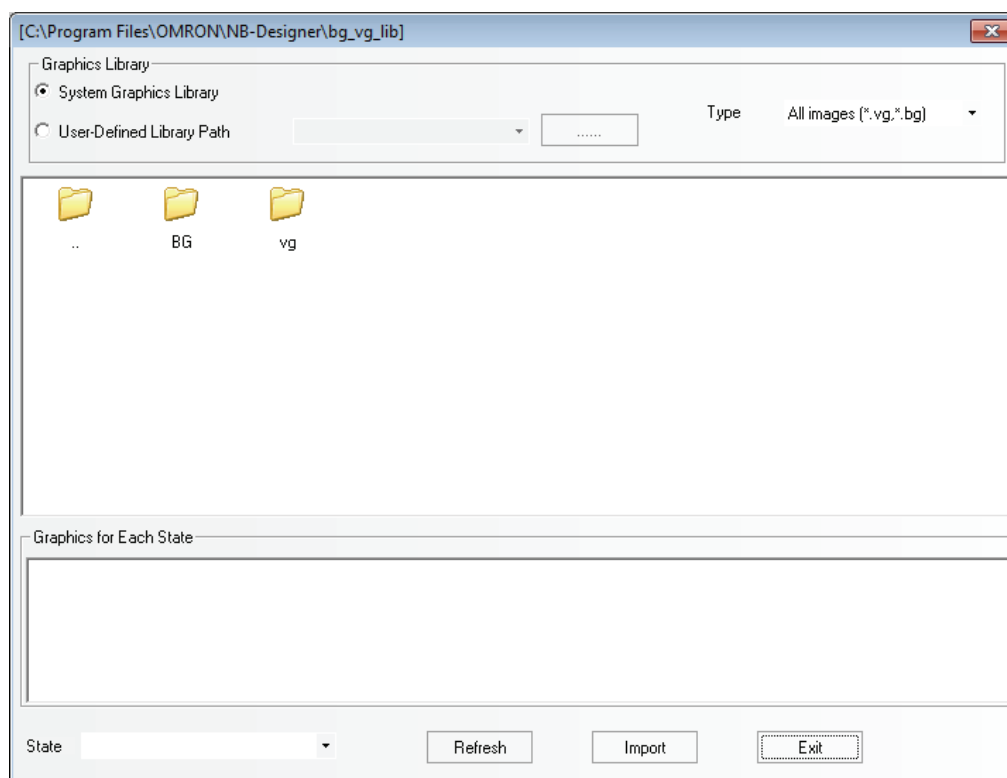 [C:\Program Files\OMRON\NB-Designer\bg_vg_lib]
Graphics Library
System Graphics Library
User-Defined Library Path
......
Type
All images (*.vg,*.bg)
..
BG
vg
Graphics for Each State
State
Refresh
Import
Exit